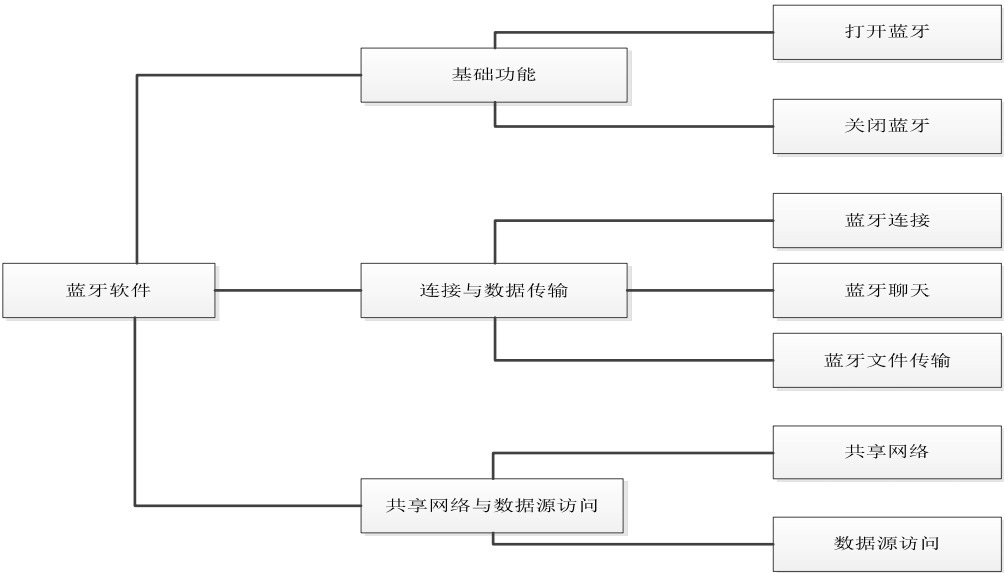 打开蓝牙
基础功能
关闭蓝牙
蓝牙连接
蓝牙软件
连接与数据传输
蓝牙聊天
蓝牙文件传输
共享网络
共享网络与数据源访问
数据源访问